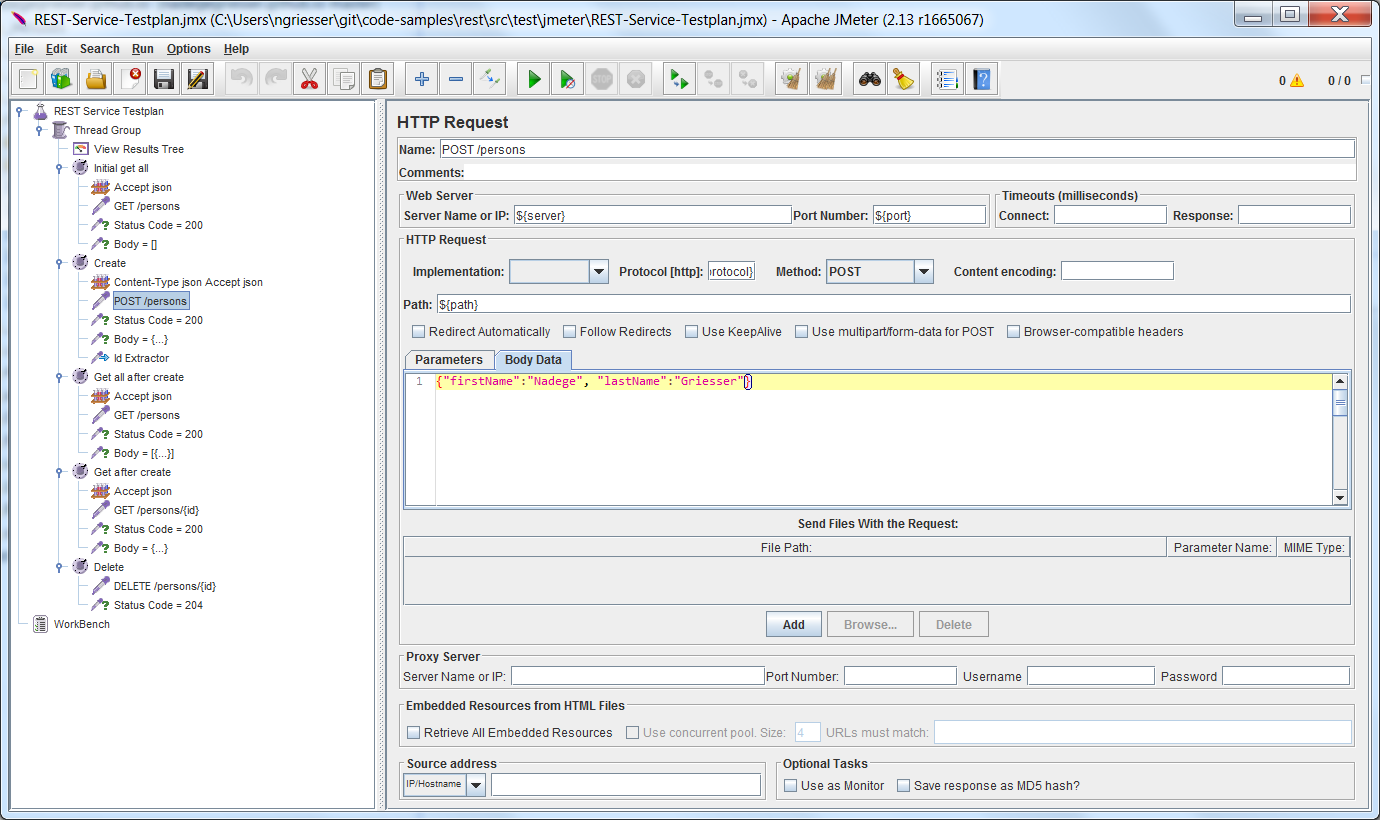 REST-Service-Testplan.jmx (C:\Users\ngriesser\git\code-samples\rest\src\test\jmeter\REST-Service-Testplan.jmx) - Apache JMeter (2.13 r1665067)
File Edit Search Run Options Help
0 0 / 0
REST Service Testplan
Thread Group
View Results Tree
Initial get all
Accept json
GET /persons
Status Code = 200
Body = []
Create
Content-Type json Accept json
POST /persons
Status Code = 200
Body = {...}
Id Extractor
Get all after create
Accept json
GET /persons
Status Code = 200
Body = [{...}]
Get after create
Accept json
GET /persons/{id}
Status Code = 200
Body = {...}
Delete
DELETE /persons/{id}
Status Code = 204
WorkBench
HTTP Request
Name: POST /persons
Comments:
Web Server
Server Name or IP: ${server} Port Number: ${port}
Timeouts (milliseconds)
Connect: Response:
HTTP Request
Implementation: Protocol [http]: rotocol} Method: POST Content encoding:
Path: ${path}
Redirect Automatically Follow Redirects Use KeepAlive Use multipart/form-data for POST Browser-compatible headers
Parameters Body Data
1 {"firstName":"Nadege", "lastName":"Griesser"}
Send Files With the Request:
File Path: Parameter Name: MIME Type:
Add Browse... Delete
Proxy Server
Server Name or IP: Port Number: Username Password
Embedded Resources from HTML Files
Retrieve All Embedded Resources Use concurrent pool. Size: 4 URLs must match:
Source address
IP/Hostname
Optional Tasks
Use as Monitor Save response as MD5 hash?